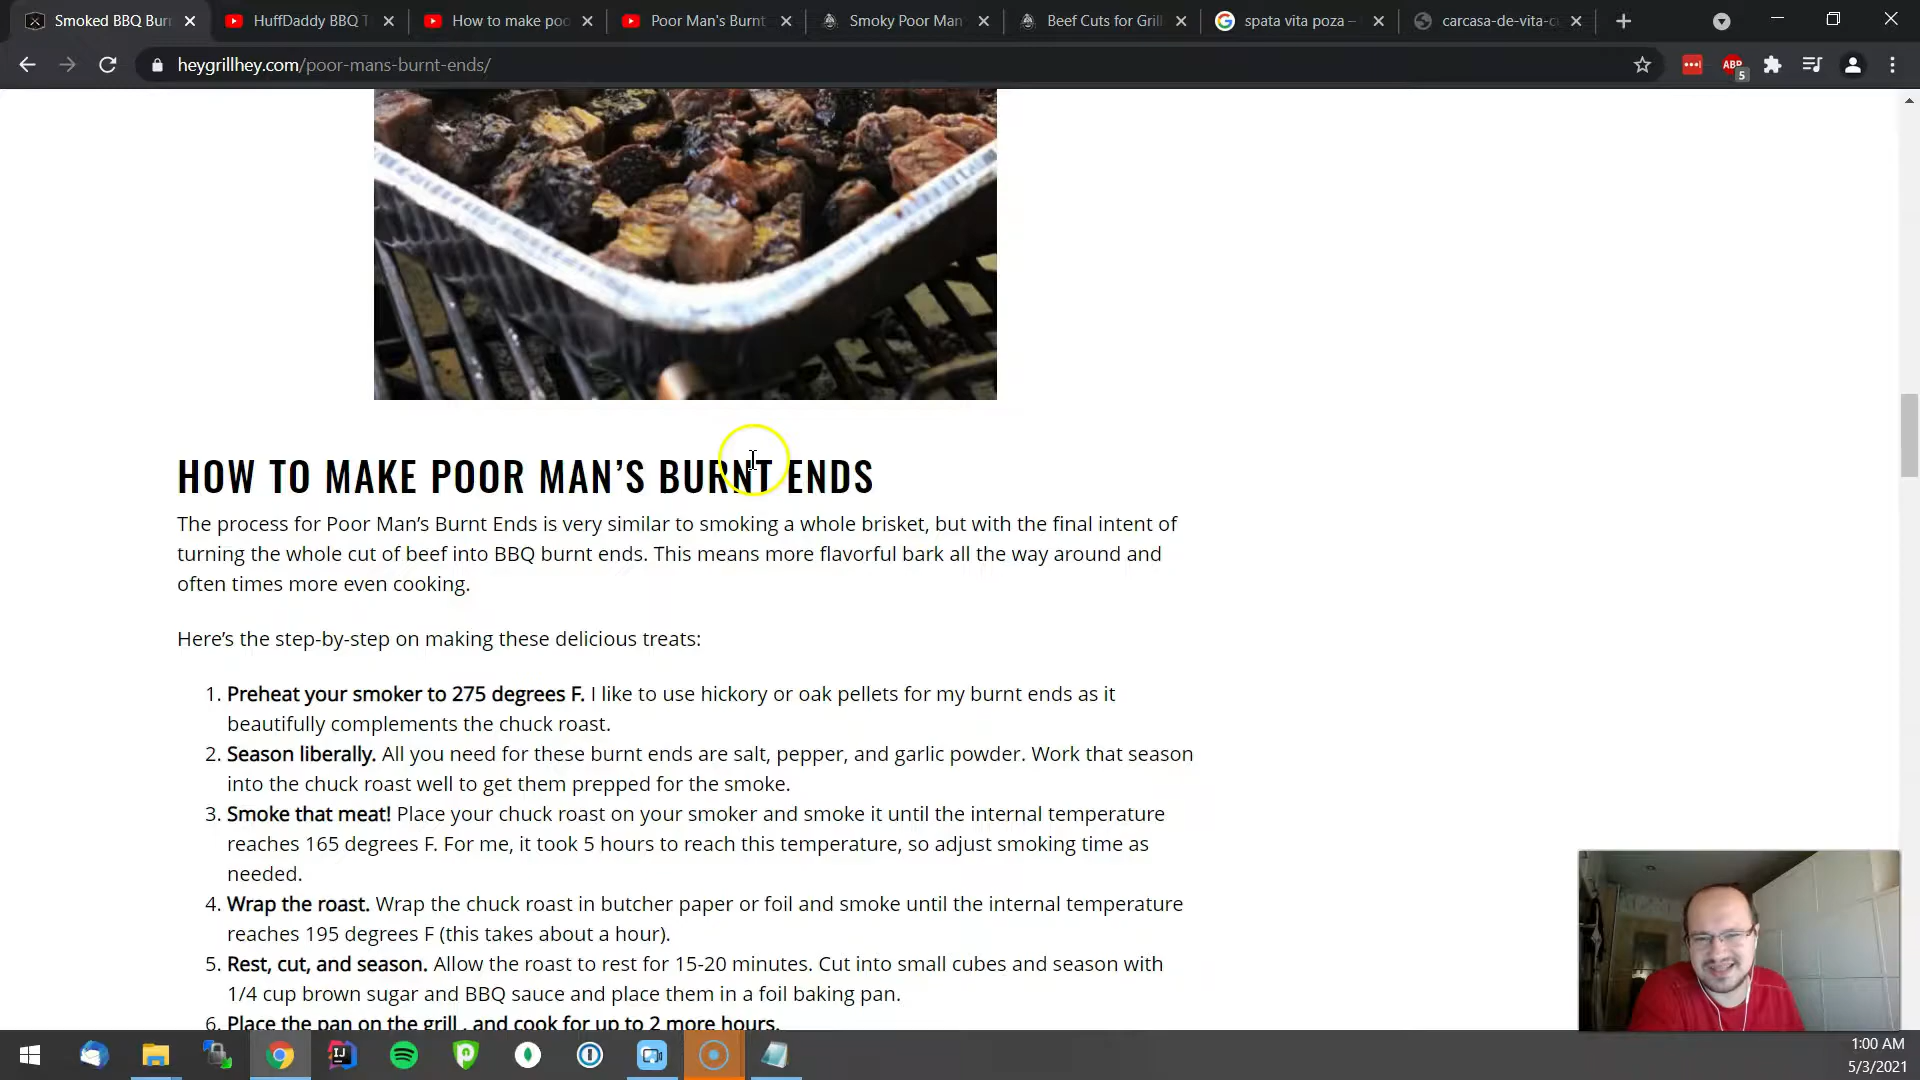 Smoked BBQ Bur
HuffDaddy BBQ T
How to make poo
Poor Man's Burnt
Smoky Poor Man
Beef Cuts for Grill
spata vita poza –
carcasa-de-vita-c
heygrillhey.com/poor-mans-burnt-ends/
ABP
5
HOW TO MAKE POOR MAN’S BURNT ENDS
The process for Poor Man’s Burnt Ends is very similar to smoking a whole brisket, but with the final intent of
turning the whole cut of beef into BBQ burnt ends. This means more flavorful bark all the way around and
often times more even cooking.
Here’s the step-by-step on making these delicious treats:
1. Preheat your smoker to 275 degrees F. I like to use hickory or oak pellets for my burnt ends as it
beautifully complements the chuck roast.
2. Season liberally. All you need for these burnt ends are salt, pepper, and garlic powder. Work that season
into the chuck roast well to get them prepped for the smoke.
3. Smoke that meat! Place your chuck roast on your smoker and smoke it until the internal temperature
reaches 165 degrees F. For me, it took 5 hours to reach this temperature, so adjust smoking time as
needed.
4. Wrap the roast. Wrap the chuck roast in butcher paper or foil and smoke until the internal temperature
reaches 195 degrees F (this takes about a hour).
5. Rest, cut, and season. Allow the roast to rest for 15-20 minutes. Cut into small cubes and season with
1/4 cup brown sugar and BBQ sauce and place them in a foil baking pan.
6. Place the pan on the grill , and cook for up to 2 more hours.
IJ
1:00 AM
5/3/2021